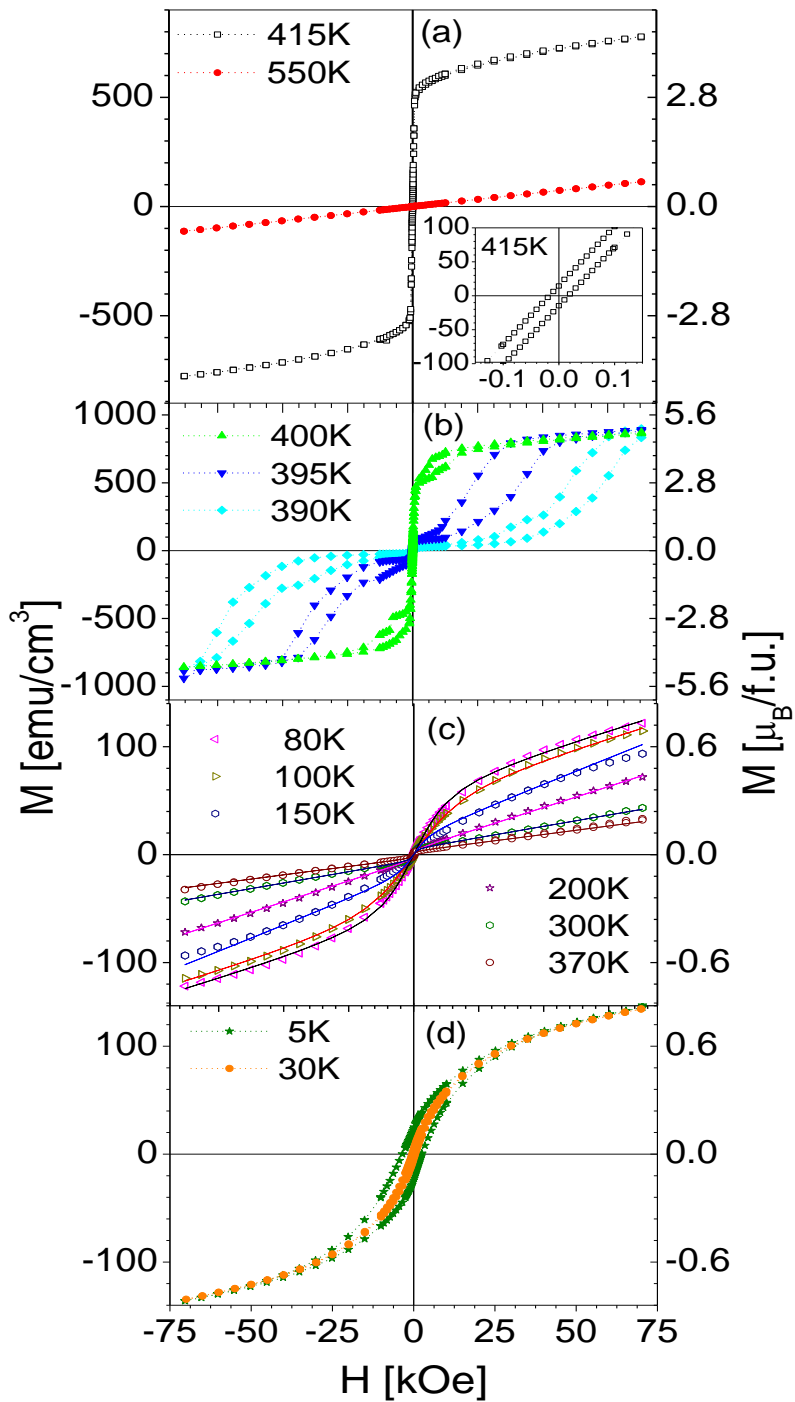 415K
550K
(a)
500
0
-500
2.8
0.0
-2.8
415K
100
50
0
-50
-100
-0.1
0.0
0.1
400K
395K
390K
(b)
1000
500
0
-500
-1000
5.6
2.8
0.0
-2.8
-5.6
M [emu/cm³]
M [μ_B/f.u.]
80K
100K
150K
(c)
200K
300K
370K
100
0
-100
0.6
0.0
-0.6
5K
30K
(d)
100
0
-100
0.6
0.0
-0.6
-75
-50
-25
0
25
50
75
H [kOe]